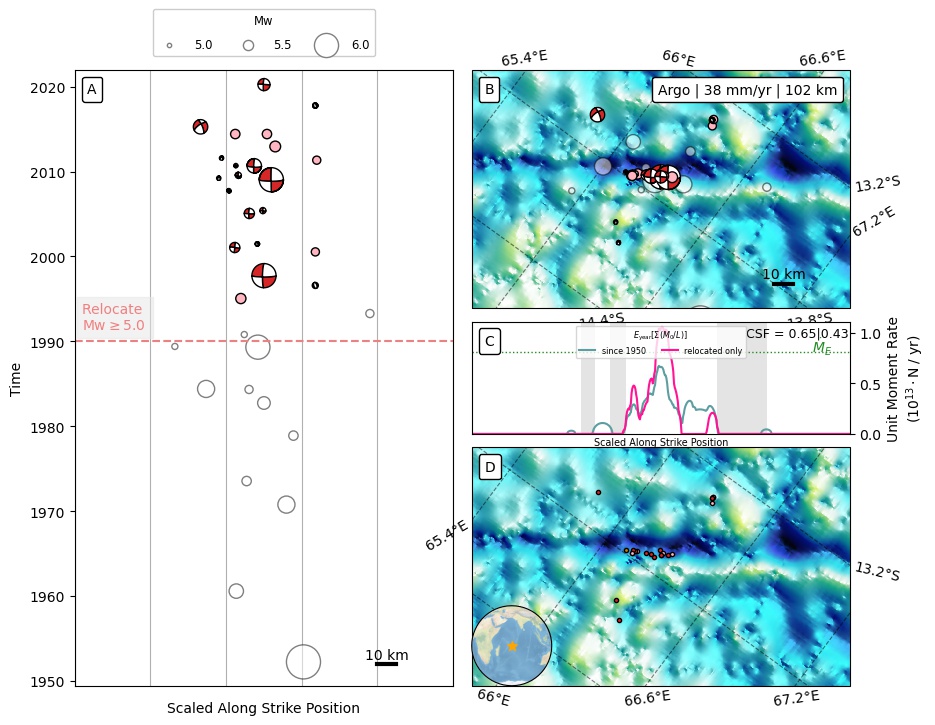 Mw
5.0 5.5 6.0
A
2020
2010
2000
1990
1980
1970
1960
1950
Time
Relocate
Mw ≥ 5.0
10 km
Scaled Along Strike Position
65.4°E 66°E 66.6°E
B
Argo | 38 mm/yr | 102 km
13.2°S
67.2°E
10 km
14.4°S 13.8°S
C
E_year[Σ(M₀/L)]
since 1950 relocated only
CSF = 0.65|0.43
M_E
1.0
0.5
0.0
Unit Moment Rate
(10¹³ · N / yr)
Scaled Along Strike Position
D
65.4°E
13.2°S
66°E 66.6°E 67.2°E